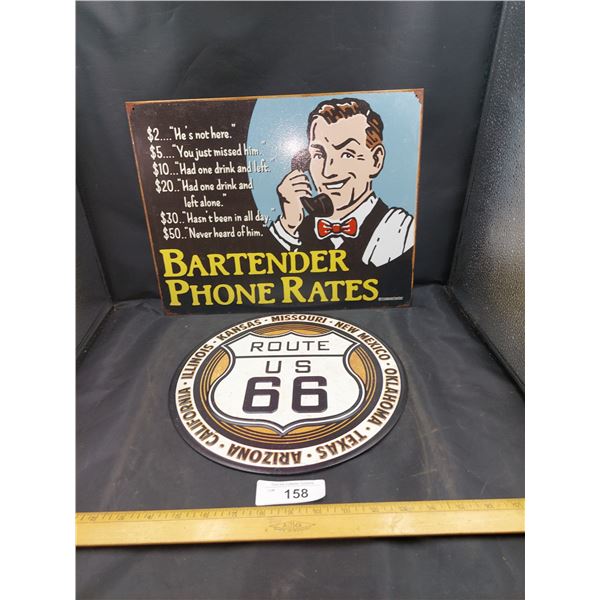 $2...."He's not here."
$5...."You just missed him."
$10..."Had one drink and left."
$20.."Had one drink and
left alone."
$30.."Hasn't been in all day."
$50.."Never heard of him."
BARTENDER
PHONE RATES
ILLINOIS • KANSAS • MISSOURI • NEW MEXICO • OKLAHOMA • TEXAS • ARIZONA • CALIFORNIA •
ROUTE
US
66
158